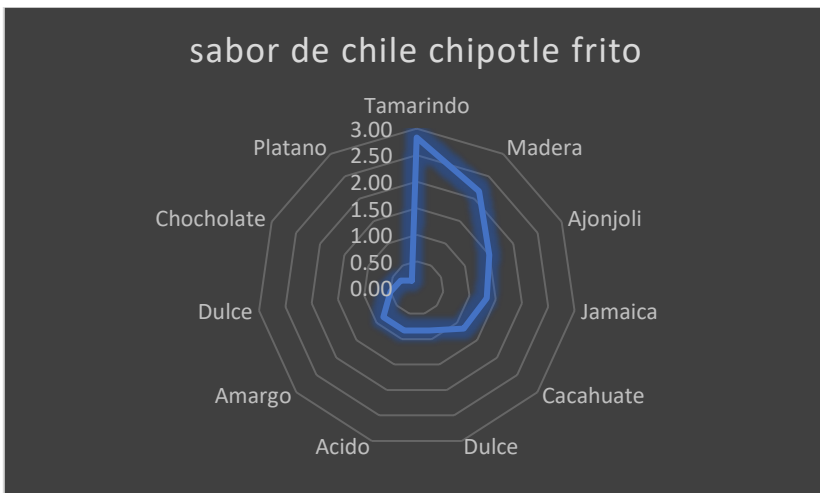 sabor de chile chipotle frito
Tamarindo
Madera
Ajonjoli
Jamaica
Cacahuate
Dulce
Acido
Amargo
Dulce
Chocholate
Platano
3.00
2.50
2.00
1.50
1.00
0.50
0.00